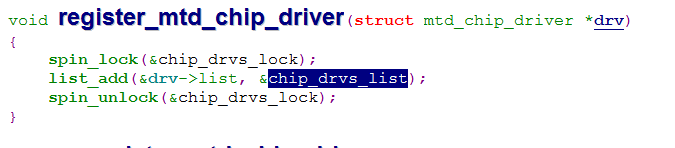 void register_mtd_chip_driver(struct mtd_chip_driver *drv)
{
    spin_lock(&chip_drvs_lock);
    list_add(&drv->list, &chip_drvs_list);
    spin_unlock(&chip_drvs_lock);
}